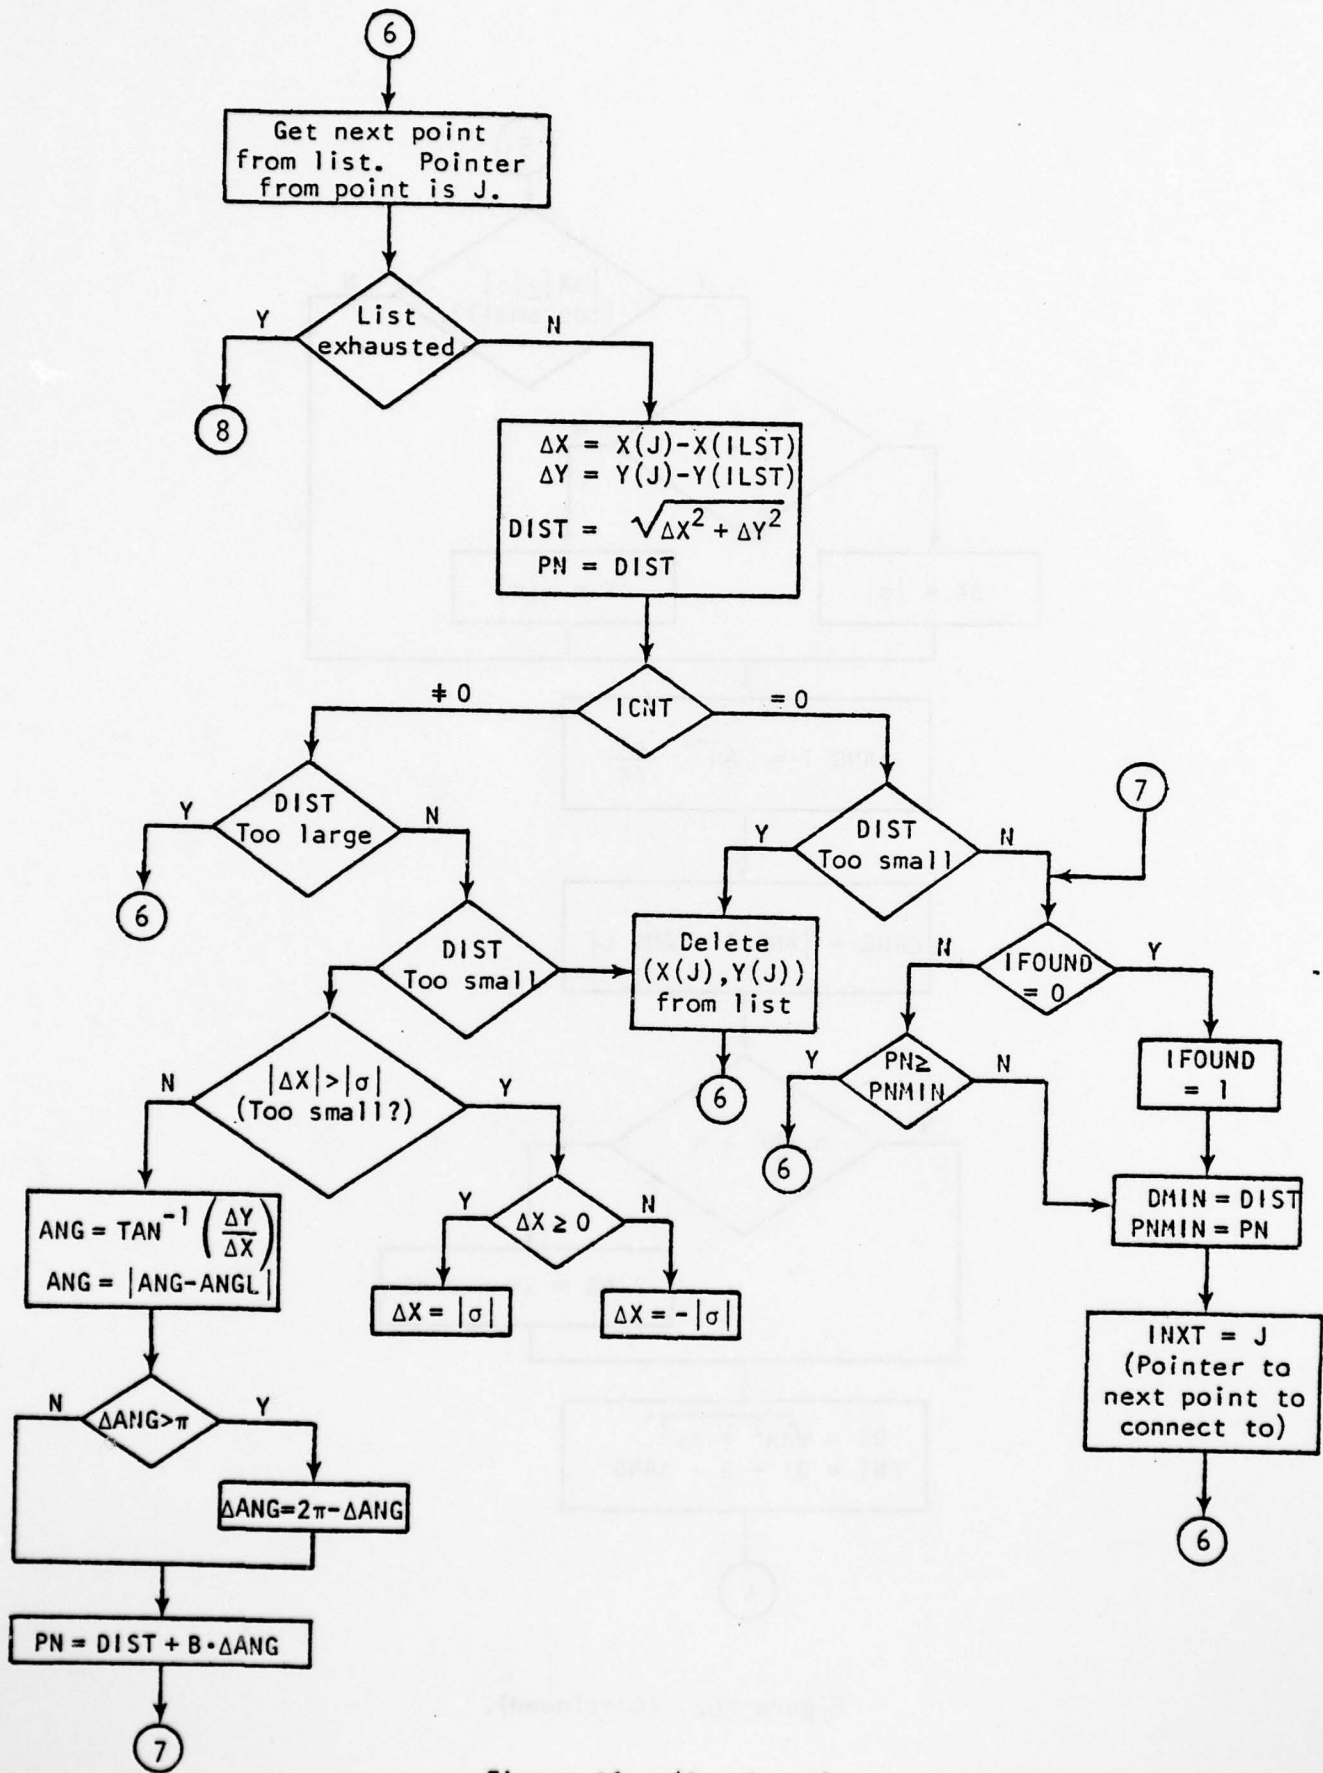 6
Get next point
from list. Pointer
from point is J.
List
exhausted
Y
N
8
ΔX = X(J)-X(ILST)
ΔY = Y(J)-Y(ILST)
DIST = √ΔX² + ΔY²
PN = DIST
ICNT
≠ 0
= 0
DIST
Too large
Y
N
6
DIST
Too small
Y
N
7
DIST
Too small
Delete
(X(J),Y(J))
from list
6
IFOUND
= 0
N
Y
PN≥
PNMIN
Y
N
6
IFOUND
= 1
DMIN = DIST
PNMIN = PN
INXT = J
(Pointer to
next point to
connect to)
6
|ΔX|>|σ|
(Too small?)
N
Y
ΔX ≥ 0
Y
N
ΔX = |σ|
ΔX = -|σ|
ANG = TAN⁻¹ (ΔY/ΔX)
ANG = |ANG-ANGL|
ΔANG>π
N
Y
ΔANG=2π-ΔANG
PN = DIST + B·ΔANG
7